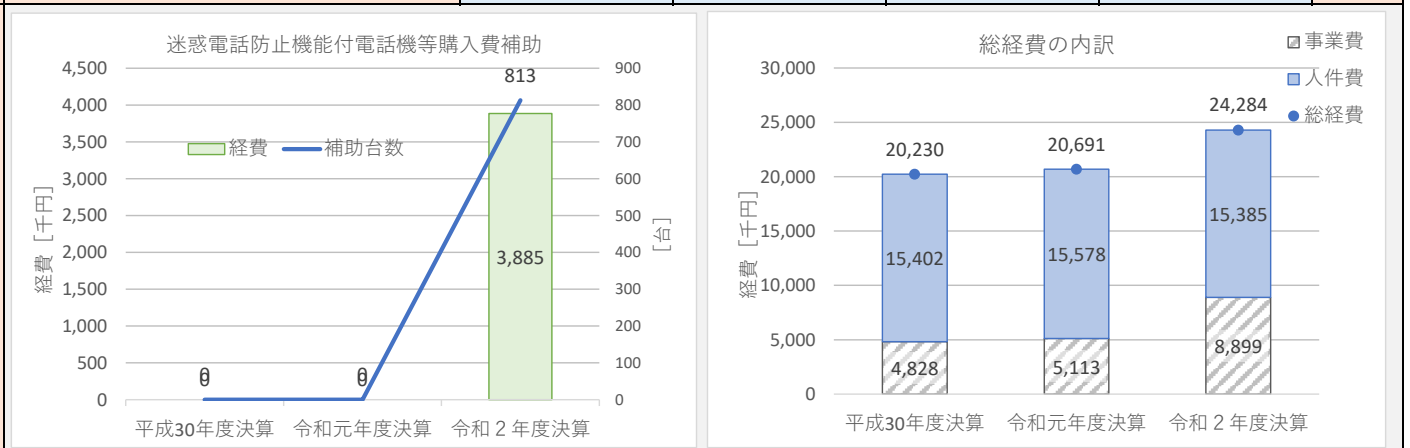 迷惑電話防止機能付電話機等購入費補助
4,500
4,000
3,500
3,000
2,500
2,000
1,500
1,000
500
0
経費［千円］
900
800
700
600
500
400
300
200
100
0
［台］
経費 補助台数
813
3,885
0
0
0
0
平成30年度決算 令和元年度決算 令和２年度決算
総経費の内訳
事業費
人件費
総経費
30,000
25,000
20,000
15,000
10,000
5,000
0
経費［千円］
20,230 20,691 24,284
15,402 15,578 15,385
4,828 5,113 8,899
平成30年度決算 令和元年度決算 令和２年度決算